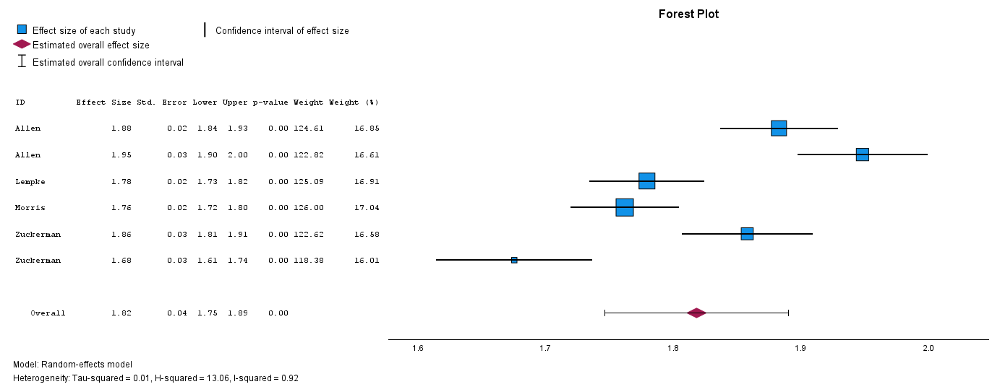 Forest Plot
Effect size of each study
Confidence interval of effect size
Estimated overall effect size
Estimated overall confidence interval
ID Effect Size Std. Error Lower Upper p-value Weight Weight (%)
Allen 1.88 0.02 1.84 1.93 0.00 124.61 16.85
Allen 1.95 0.03 1.90 2.00 0.00 122.82 16.61
Lempke 1.78 0.02 1.73 1.82 0.00 125.09 16.91
Morris 1.76 0.02 1.72 1.80 0.00 126.00 17.04
Zuckerman 1.86 0.03 1.81 1.91 0.00 122.62 16.58
Zuckerman 1.68 0.03 1.61 1.74 0.00 118.38 16.01
Overall 1.82 0.04 1.75 1.89 0.00
1.6 1.7 1.8 1.9 2.0
Model: Random-effects model
Heterogeneity: Tau-squared = 0.01, H-squared = 13.06, I-squared = 0.92